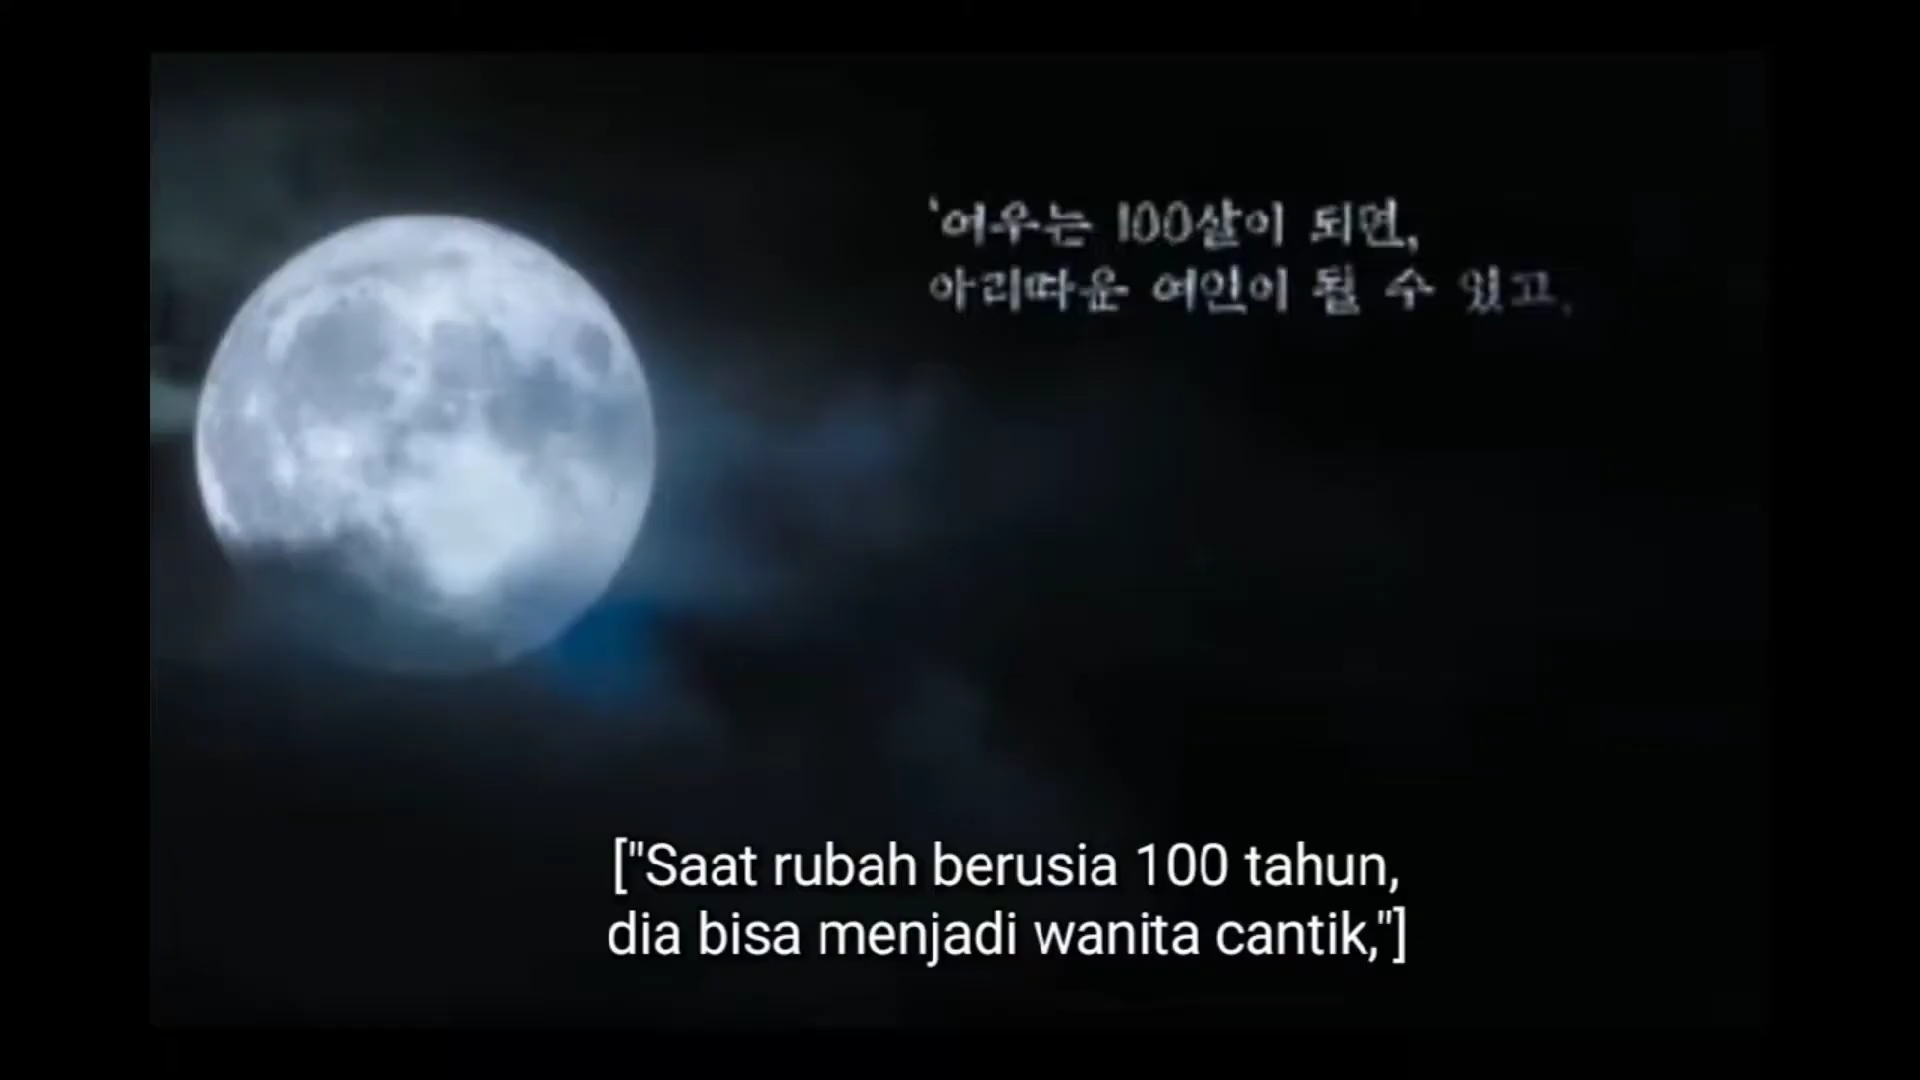 ‘여우는 100살이 되면,
아리따운 여인이 될 수 있고,
["Saat rubah berusia 100 tahun,
dia bisa menjadi wanita cantik,"]